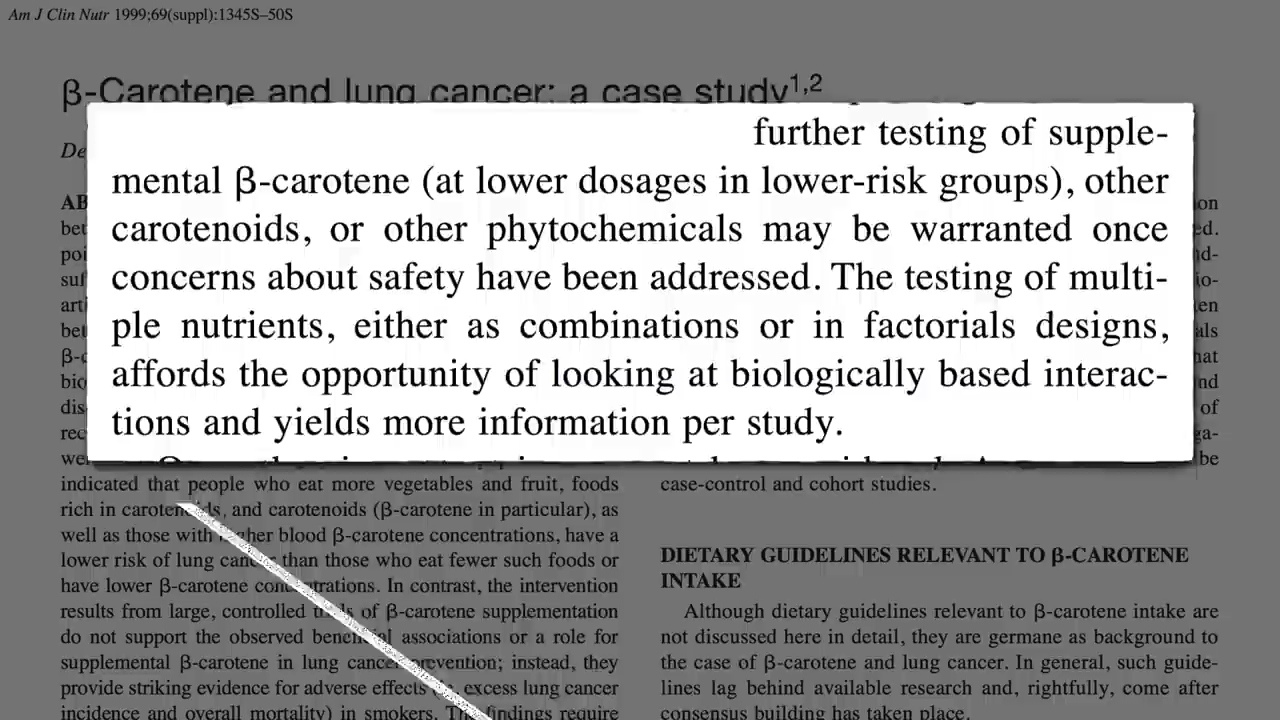 Am J Clin Nutr 1999;69(suppl):1345S–50S
β-Carotene and lung cancer: a case study1,2
further testing of supple-
mental β-carotene (at lower dosages in lower-risk groups), other
carotenoids, or other phytochemicals may be warranted once
concerns about safety have been addressed. The testing of multi-
ple nutrients, either as combinations or in factorials designs,
affords the opportunity of looking at biologically based interac-
tions and yields more information per study.
indicated that people who eat more vegetables and fruit, foods
rich in carotenoids, and carotenoids (β-carotene in particular), as
well as those with higher blood β-carotene concentrations, have a
lower risk of lung cancer than those who eat fewer such foods or
have lower β-carotene concentrations. In contrast, the intervention
results from large, controlled trials of β-carotene supplementation
do not support the observed beneficial associations or a role for
supplemental β-carotene in lung cancer prevention; instead, they
provide striking evidence for adverse effects (ie, excess lung cancer
incidence and overall mortality) in smokers. The findings require
case-control and cohort studies.
DIETARY GUIDELINES RELEVANT TO β-CAROTENE
INTAKE
Although dietary guidelines relevant to β-carotene intake are
not discussed here in detail, they are germane as background to
the case of β-carotene and lung cancer. In general, such guide-
lines lag behind available research and, rightfully, come after
consensus building has taken place.